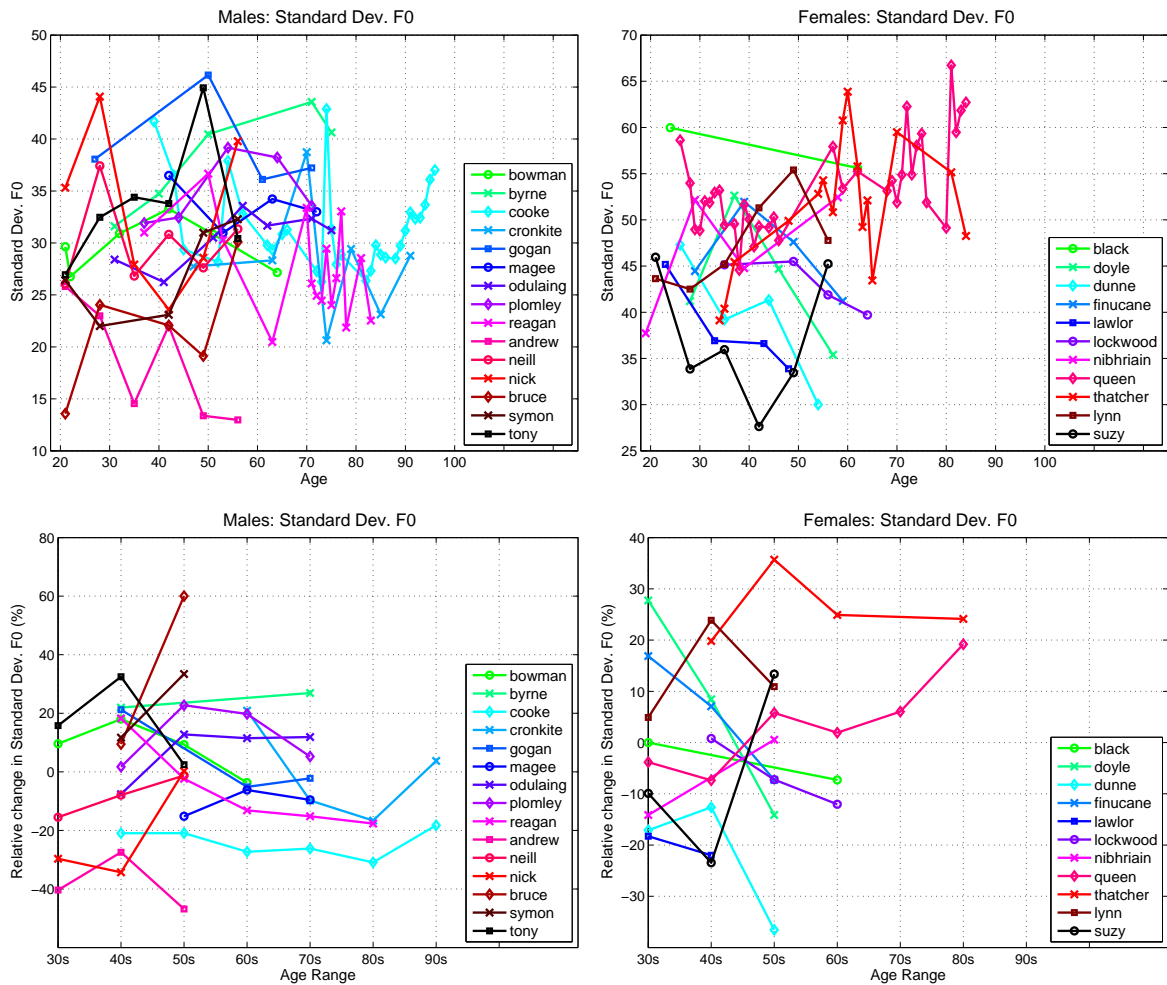 Males: Standard Dev. F0
Standard Dev. F0
50
45
40
35
30
25
20
15
10
20 30 40 50 60 70 80 90 100
Age
bowman
byrne
cooke
cronkite
gogan
magee
odulaing
plomley
reagan
andrew
neill
nick
bruce
symon
tony
Females: Standard Dev. F0
Standard Dev. F0
70
65
60
55
50
45
40
35
30
25
20 30 40 50 60 70 80 90 100
Age
black
doyle
dunne
finucane
lawlor
lockwood
nibhriain
queen
thatcher
lynn
suzy
Males: Standard Dev. F0
Relative change in Standard Dev. F0 (%)
80
60
40
20
0
−20
−40
30s 40s 50s 60s 70s 80s 90s
Age Range
bowman
byrne
cooke
cronkite
gogan
magee
odulaing
plomley
reagan
andrew
neill
nick
bruce
symon
tony
Females: Standard Dev. F0
Relative change in Standard Dev. F0 (%)
40
30
20
10
0
−10
−20
−30
30s 40s 50s 60s 70s 80s 90s
Age Range
black
doyle
dunne
finucane
lawlor
lockwood
nibhriain
queen
thatcher
lynn
suzy